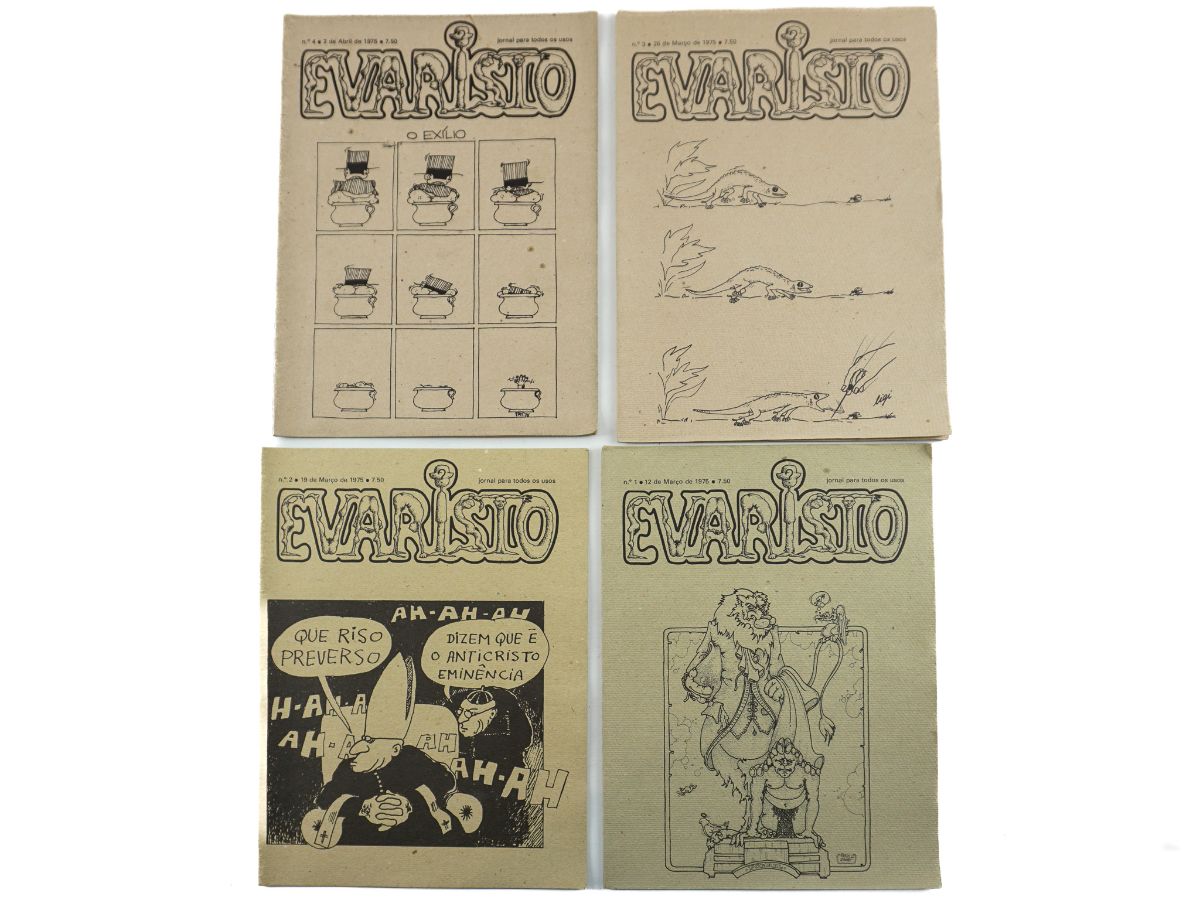 n.º 4 • 2 de Abril de 1975 • 7.50
jornal para todos os usos
EVARISTO
O EXÍLIO
n.º 3 • 26 de Março de 1975 • 7.50
jornal para todos os usos
EVARISTO
n.º 2 • 19 de Março de 1975 • 7.50
jornal para todos os usos
EVARISTO
AH-AH-AH
QUE RISO
PREVERSO
DIZEM QUE É
O ANTICRISTO
EMINÊNCIA
H-AH-A
AH-A
AH
AH-AH
n.º 1 • 12 de Março de 1975 • 7.50
jornal para todos os usos
EVARISTO